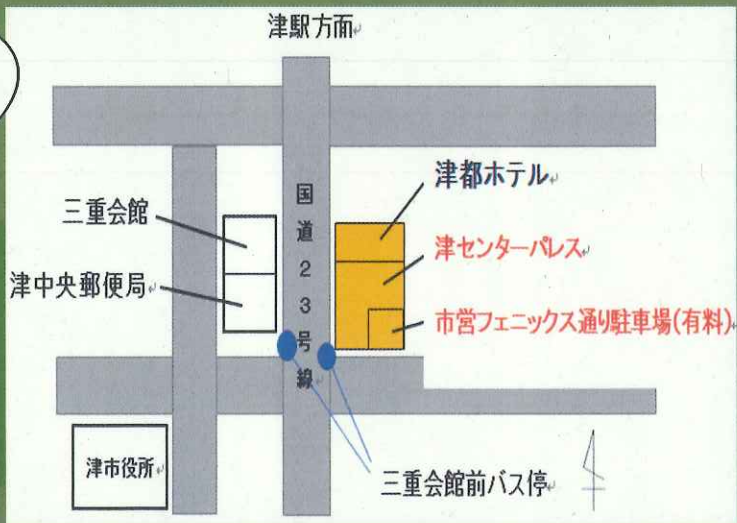 津駅方面
国道23号線
津都ホテル
三重会館
津センターパレス
津中央郵便局
市営フェニックス通り駐車場(有料)
津市役所
三重会館前バス停